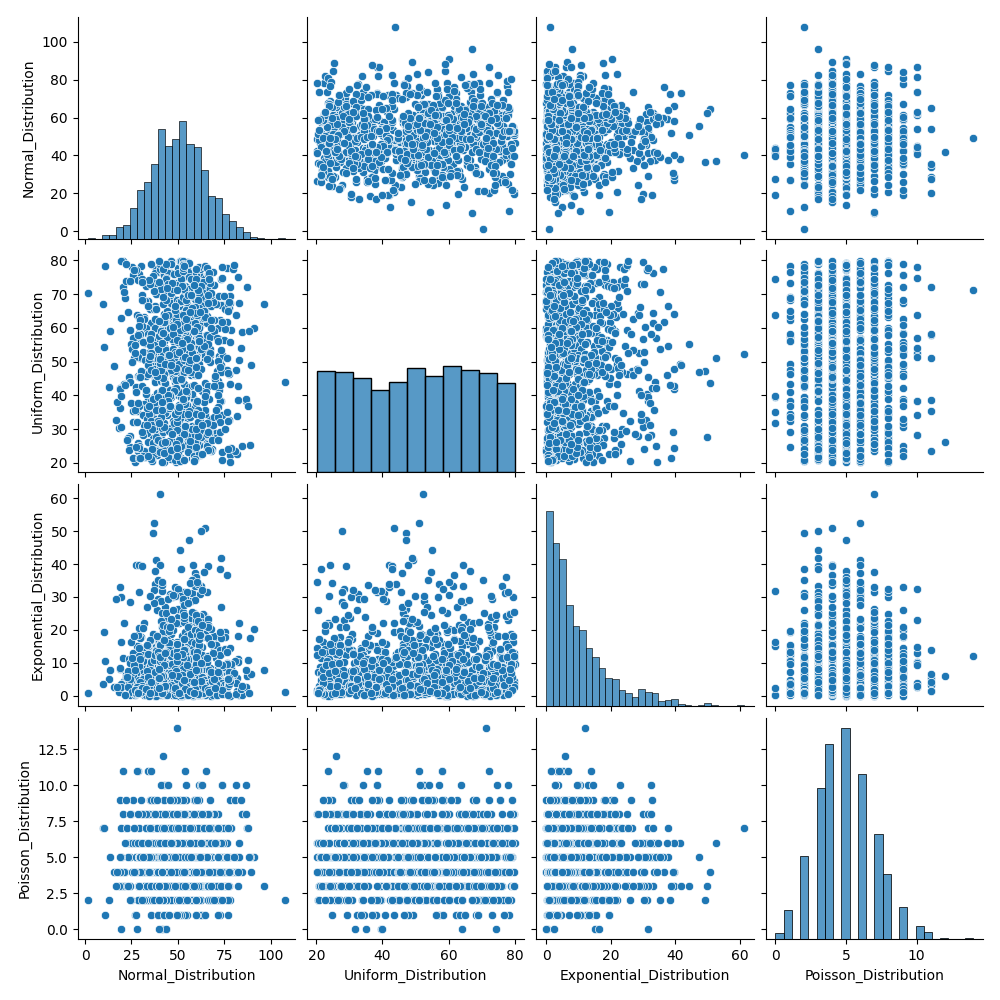 Normal_Distribution
100
80
60
40
20
0
Uniform_Distribution
80
70
60
50
40
30
20
Exponential_Distribution
60
50
40
30
20
10
0
Poisson_Distribution
12.5
10.0
7.5
5.0
2.5
0.0
0 25 50 75 100
20 40 60 80
0 20 40 60
0 5 10
Normal_Distribution
Uniform_Distribution
Exponential_Distribution
Poisson_Distribution